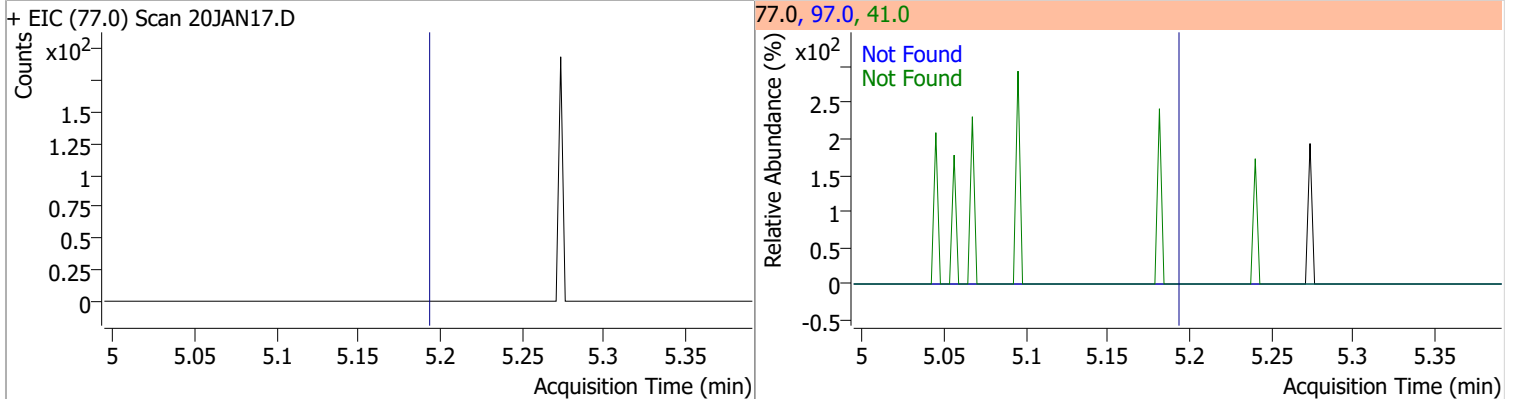 + EIC (77.0) Scan 20JAN17.D
Counts
x10²
1.5
1.25
1
0.75
0.5
0.25
0
5 5.05 5.1 5.15 5.2 5.25 5.3 5.35
Acquisition Time (min)
77.0, 97.0, 41.0
Relative Abundance (%)
x10²
Not Found
Not Found
2.5
2
1.5
1
0.5
0
-0.5
5 5.05 5.1 5.15 5.2 5.25 5.3 5.35
Acquisition Time (min)